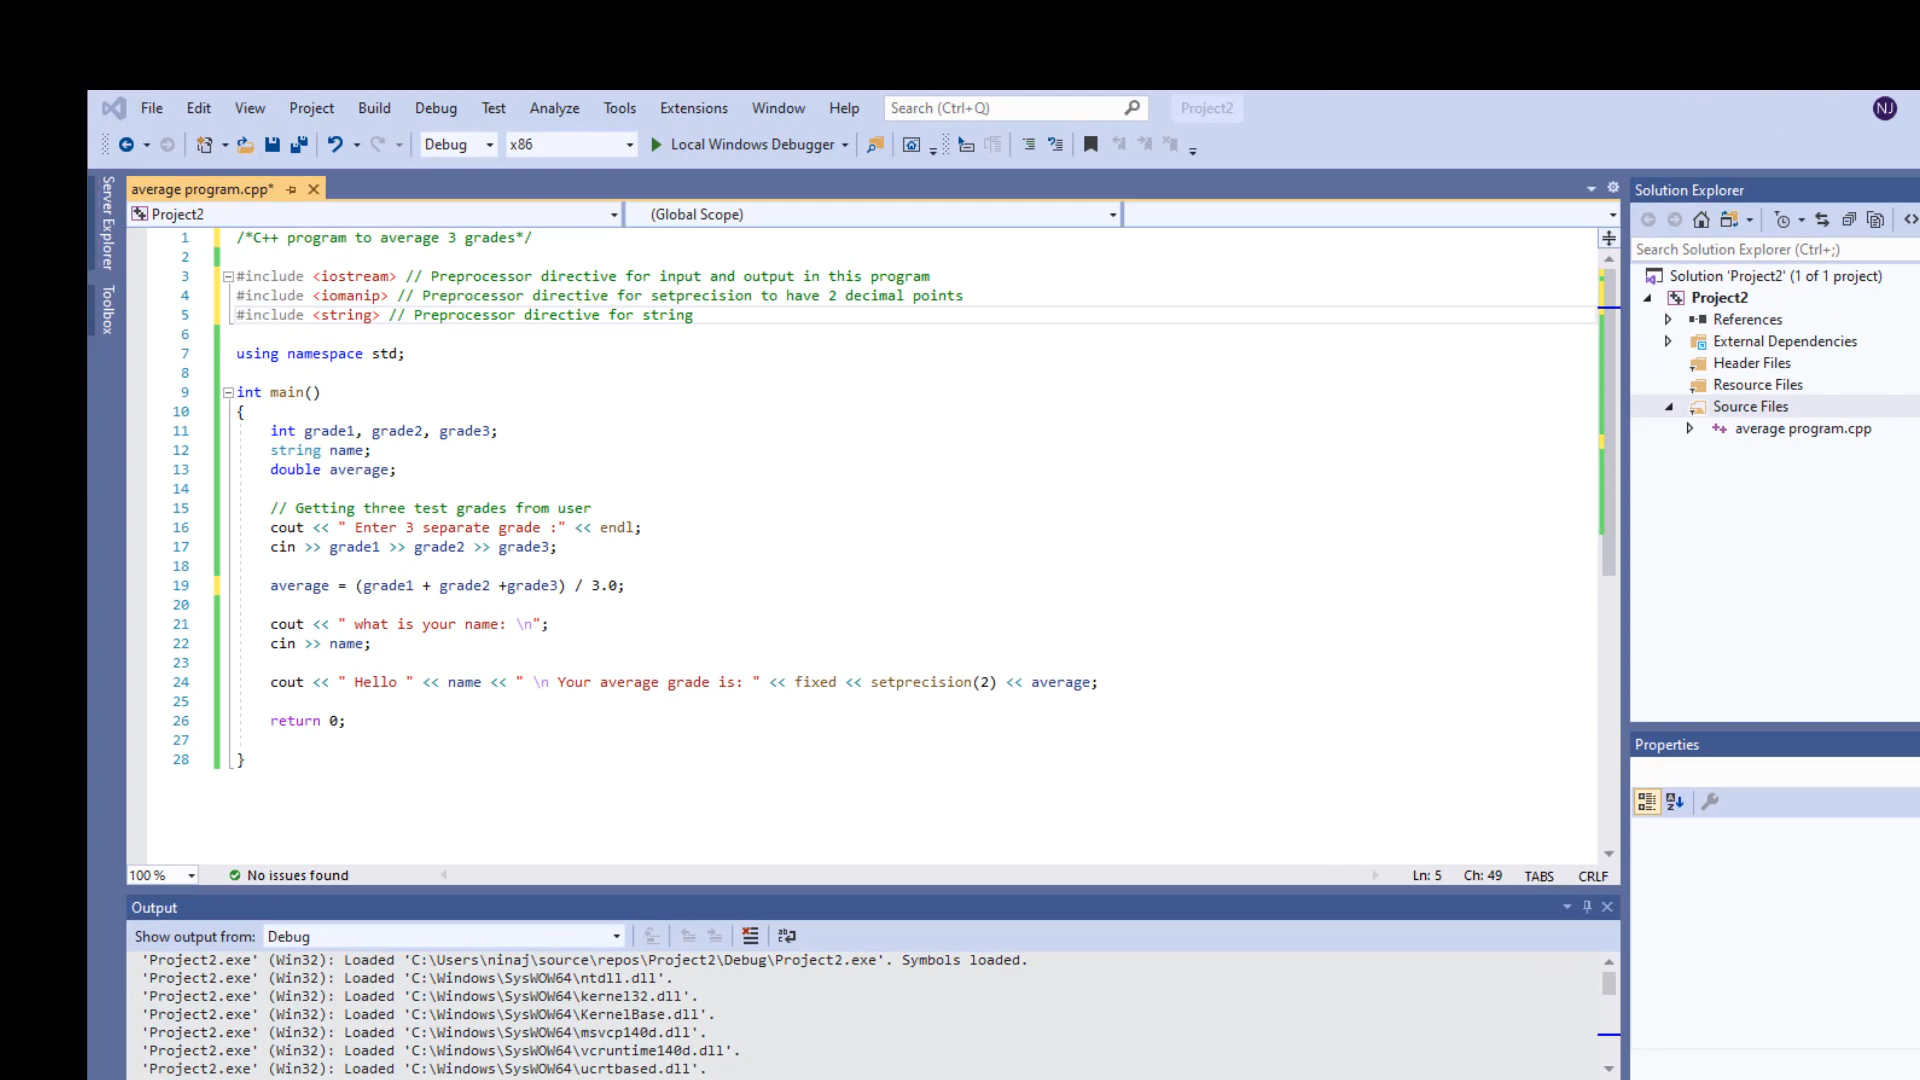 File Edit View Project Build Debug Test Analyze Tools Extensions Window Help Search (Ctrl+Q) Project2 NJ
Debug x86 Local Windows Debugger
Server Explorer
Toolbox
average program.cpp*
Project2 (Global Scope)
1 /*C++ program to average 3 grades*/
2
3 #include <iostream> // Preprocessor directive for input and output in this program
4 #include <iomanip> // Preprocessor directive for setprecision to have 2 decimal points
5 #include <string> // Preprocessor directive for string
6
7 using namespace std;
8
9 int main()
10 {
11 int grade1, grade2, grade3;
12 string name;
13 double average;
14
15 // Getting three test grades from user
16 cout << " Enter 3 separate grade :" << endl;
17 cin >> grade1 >> grade2 >> grade3;
18
19 average = (grade1 + grade2 +grade3) / 3.0;
20
21 cout << " what is your name: \n";
22 cin >> name;
23
24 cout << " Hello " << name << " \n Your average grade is: " << fixed << setprecision(2) << average;
25
26 return 0;
27
28 }
100 % No issues found Ln: 5 Ch: 49 TABS CRLF
Output
Show output from: Debug
'Project2.exe' (Win32): Loaded 'C:\Users\ninaj\source\repos\Project2\Debug\Project2.exe'. Symbols loaded.
'Project2.exe' (Win32): Loaded 'C:\Windows\SysWOW64\ntdll.dll'.
'Project2.exe' (Win32): Loaded 'C:\Windows\SysWOW64\kernel32.dll'.
'Project2.exe' (Win32): Loaded 'C:\Windows\SysWOW64\KernelBase.dll'.
'Project2.exe' (Win32): Loaded 'C:\Windows\SysWOW64\msvcp140d.dll'.
'Project2.exe' (Win32): Loaded 'C:\Windows\SysWOW64\vcruntime140d.dll'.
'Project2.exe' (Win32): Loaded 'C:\Windows\SysWOW64\ucrtbased.dll'.
Solution Explorer
Search Solution Explorer (Ctrl+;)
Solution 'Project2' (1 of 1 project)
Project2
References
External Dependencies
Header Files
Resource Files
Source Files
average program.cpp
Properties